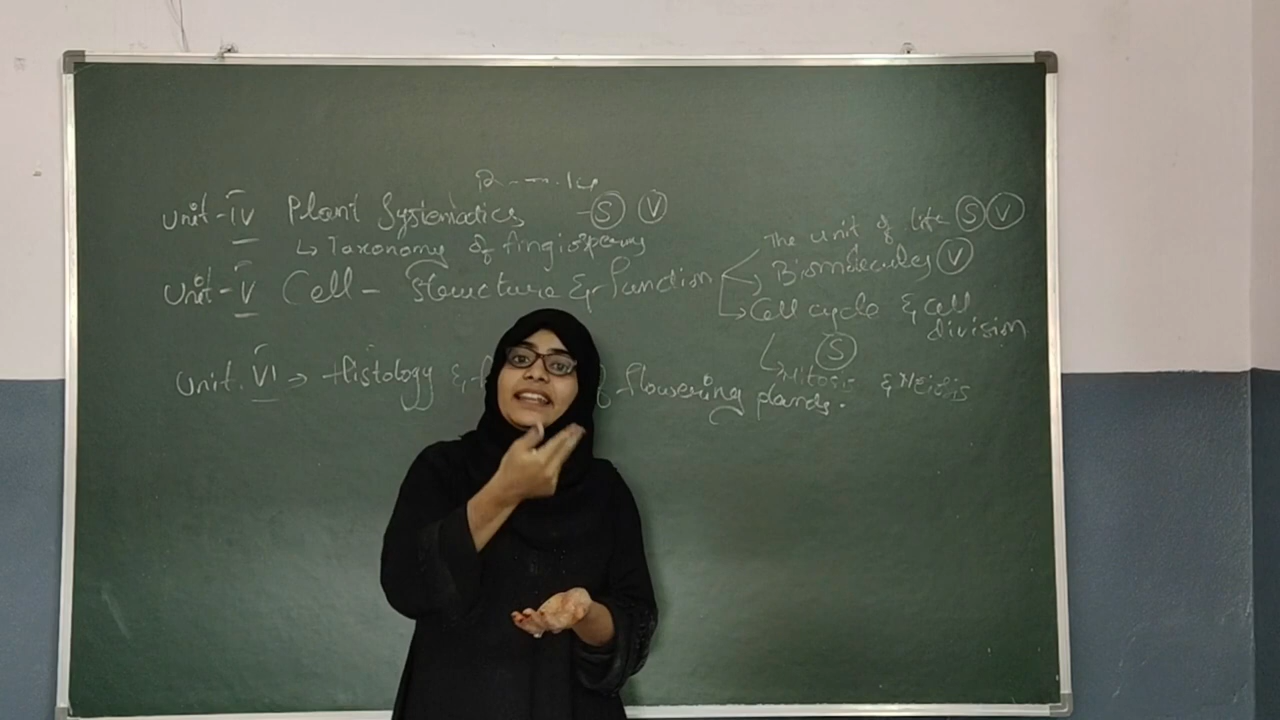 Unit-IV Plant Systematics - S V
↳ Taxonomy of Angiosperms
Unit-V Cell - Structure & Function
The unit of life S V
Biomolecules V
Cell cycle & cell
division
S
Mitosis & Meiosis
Unit. VI ⇒ Histology & of flowering plants.